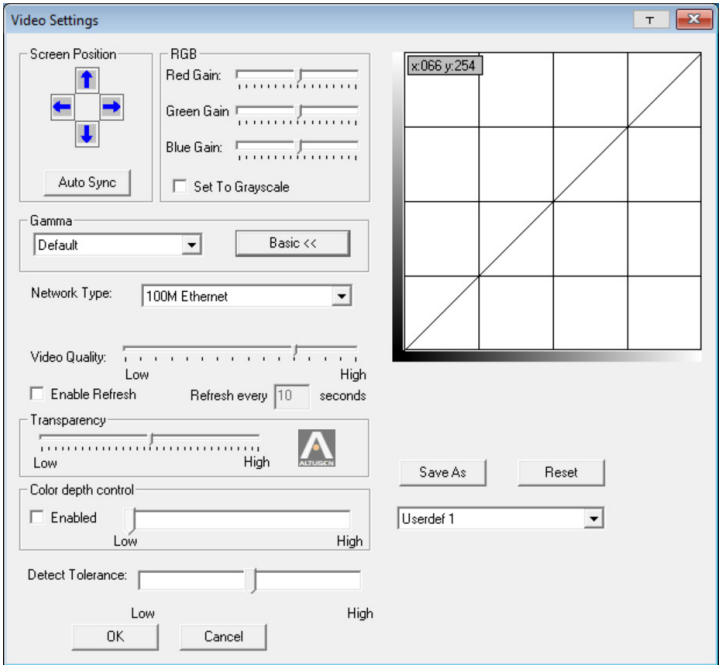 Video Settings
T
Screen Position
Auto Sync
RGB
Red Gain:
Green Gain
Blue Gain:
Set To Grayscale
x:066 y:254
Gamma
Default
Basic <<
Network Type:
100M Ethernet
Video Quality:
Low High
Enable Refresh Refresh every 10 seconds
Transparency
Low High
ALTUSEN
Save As Reset
Color depth control
Enabled
Low High
Userdef 1
Detect Tolerance:
Low High
OK Cancel